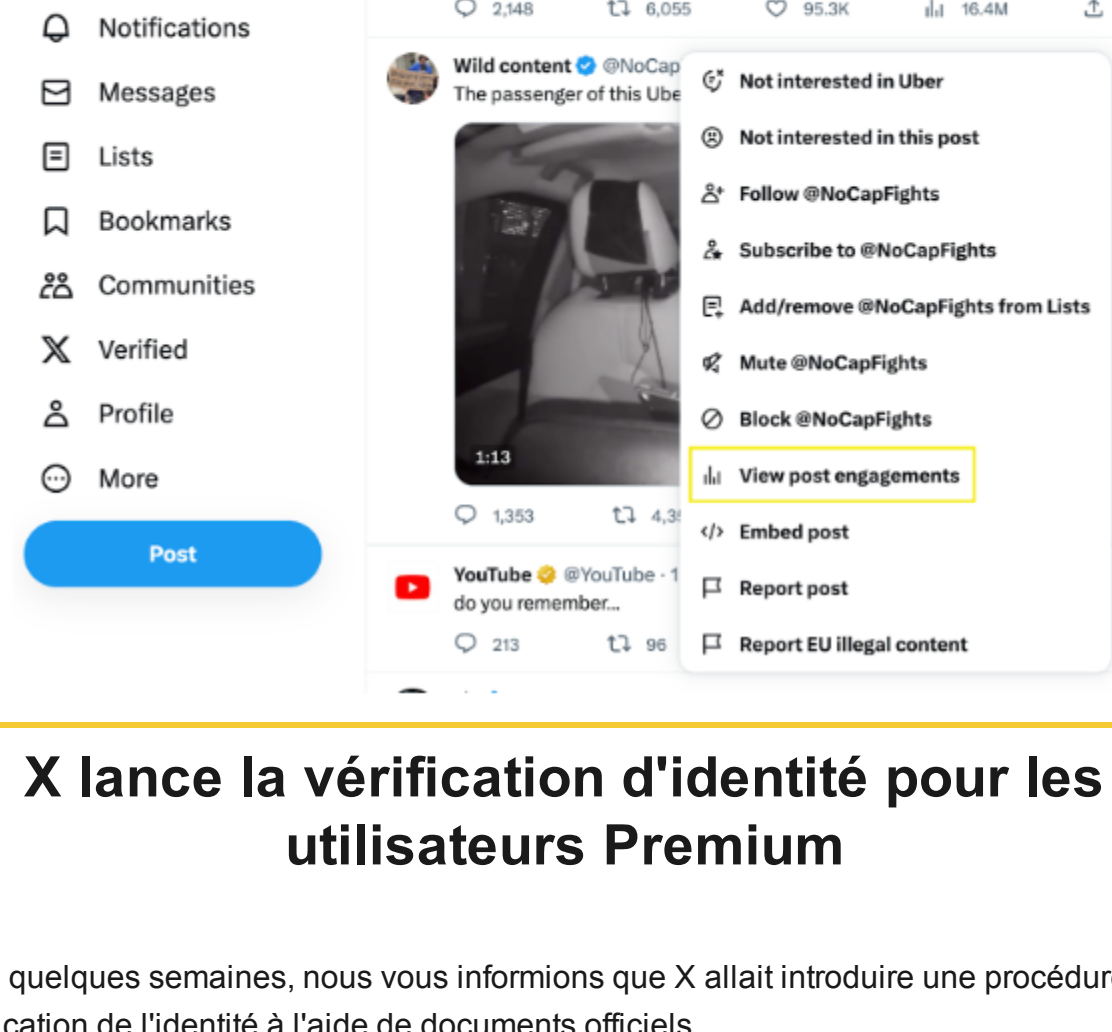 2,148 6,055 95.3K 16.4M
Notifications
Messages
Lists
Bookmarks
Communities
Verified
Profile
More
Post
Wild content @NoCap
The passenger of this Ube
1:13
1,353 4,3
YouTube @YouTube · 1
do you remember...
213 96
Not interested in Uber
Not interested in this post
Follow @NoCapFights
Subscribe to @NoCapFights
Add/remove @NoCapFights from Lists
Mute @NoCapFights
Block @NoCapFights
View post engagements
Embed post
Report post
Report EU illegal content
X lance la vérification d'identité pour les
utilisateurs Premium
quelques semaines, nous vous informions que X allait introduire une procédure
cation de l'identité à l'aide de documents officiels